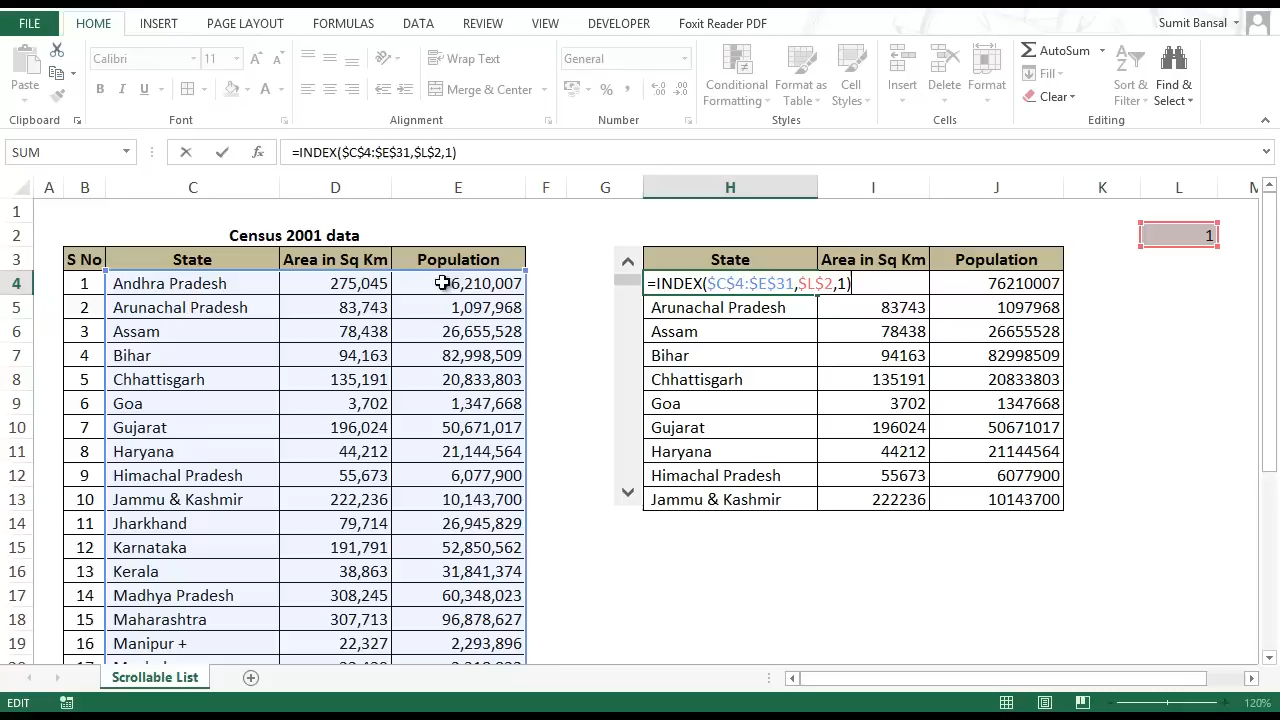 FILE HOME INSERT PAGE LAYOUT FORMULAS DATA REVIEW VIEW DEVELOPER Foxit Reader PDF Sumit Bansal
Calibri 11 Wrap Text General AutoSum
Paste B I U Merge & Center % Conditional Formatting Format as Table Cell Styles Insert Delete Format Fill Clear Sort & Filter Find & Select
Clipboard Font Alignment Number Styles Cells Editing
SUM fx =INDEX($C$4:$E$31,$L$2,1)
A B C D E F G H I J K L M
1
2 Census 2001 data 1
3 S No State Area in Sq Km Population State Area in Sq Km Population
4 1 Andhra Pradesh 275,045 6,210,007 =INDEX($C$4:$E$31,$L$2,1) 76210007
5 2 Arunachal Pradesh 83,743 1,097,968 Arunachal Pradesh 83743 1097968
6 3 Assam 78,438 26,655,528 Assam 78438 26655528
7 4 Bihar 94,163 82,998,509 Bihar 94163 82998509
8 5 Chhattisgarh 135,191 20,833,803 Chhattisgarh 135191 20833803
9 6 Goa 3,702 1,347,668 Goa 3702 1347668
10 7 Gujarat 196,024 50,671,017 Gujarat 196024 50671017
11 8 Haryana 44,212 21,144,564 Haryana 44212 21144564
12 9 Himachal Pradesh 55,673 6,077,900 Himachal Pradesh 55673 6077900
13 10 Jammu & Kashmir 222,236 10,143,700 Jammu & Kashmir 222236 10143700
14 11 Jharkhand 79,714 26,945,829
15 12 Karnataka 191,791 52,850,562
16 13 Kerala 38,863 31,841,374
17 14 Madhya Pradesh 308,245 60,348,023
18 15 Maharashtra 307,713 96,878,627
19 16 Manipur + 22,327 2,293,896
Scrollable List
EDIT 120%